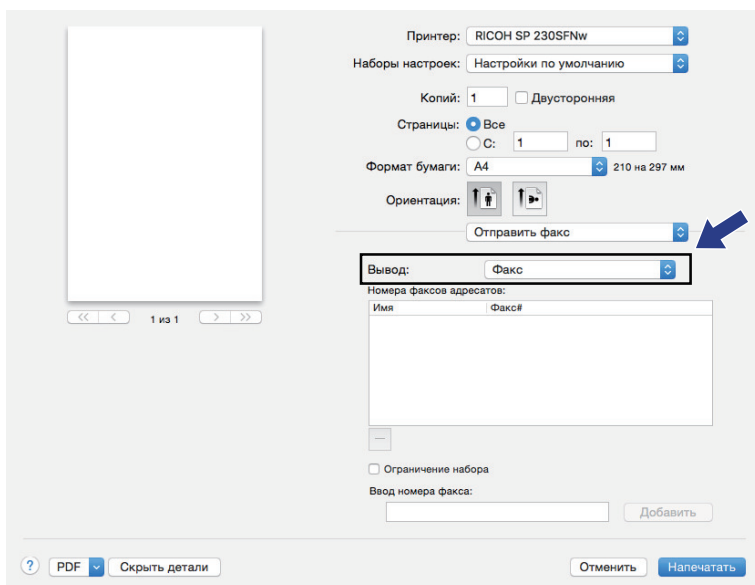 Принтер: RICOH SP 230SFNw
Наборы настроек: Настройки по умолчанию
Копий: 1 Двусторонняя
Страницы: Все
С: 1 по: 1
Формат бумаги: A4 210 на 297 мм
Ориентация:
Отправить факс
Вывод: Факс
Номера факсов адресатов:
Имя Факс#
<< < 1 из 1 > >>
Ограничение набора
Ввод номера факса:
Добавить
? PDF Скрыть детали Отменить Напечатать